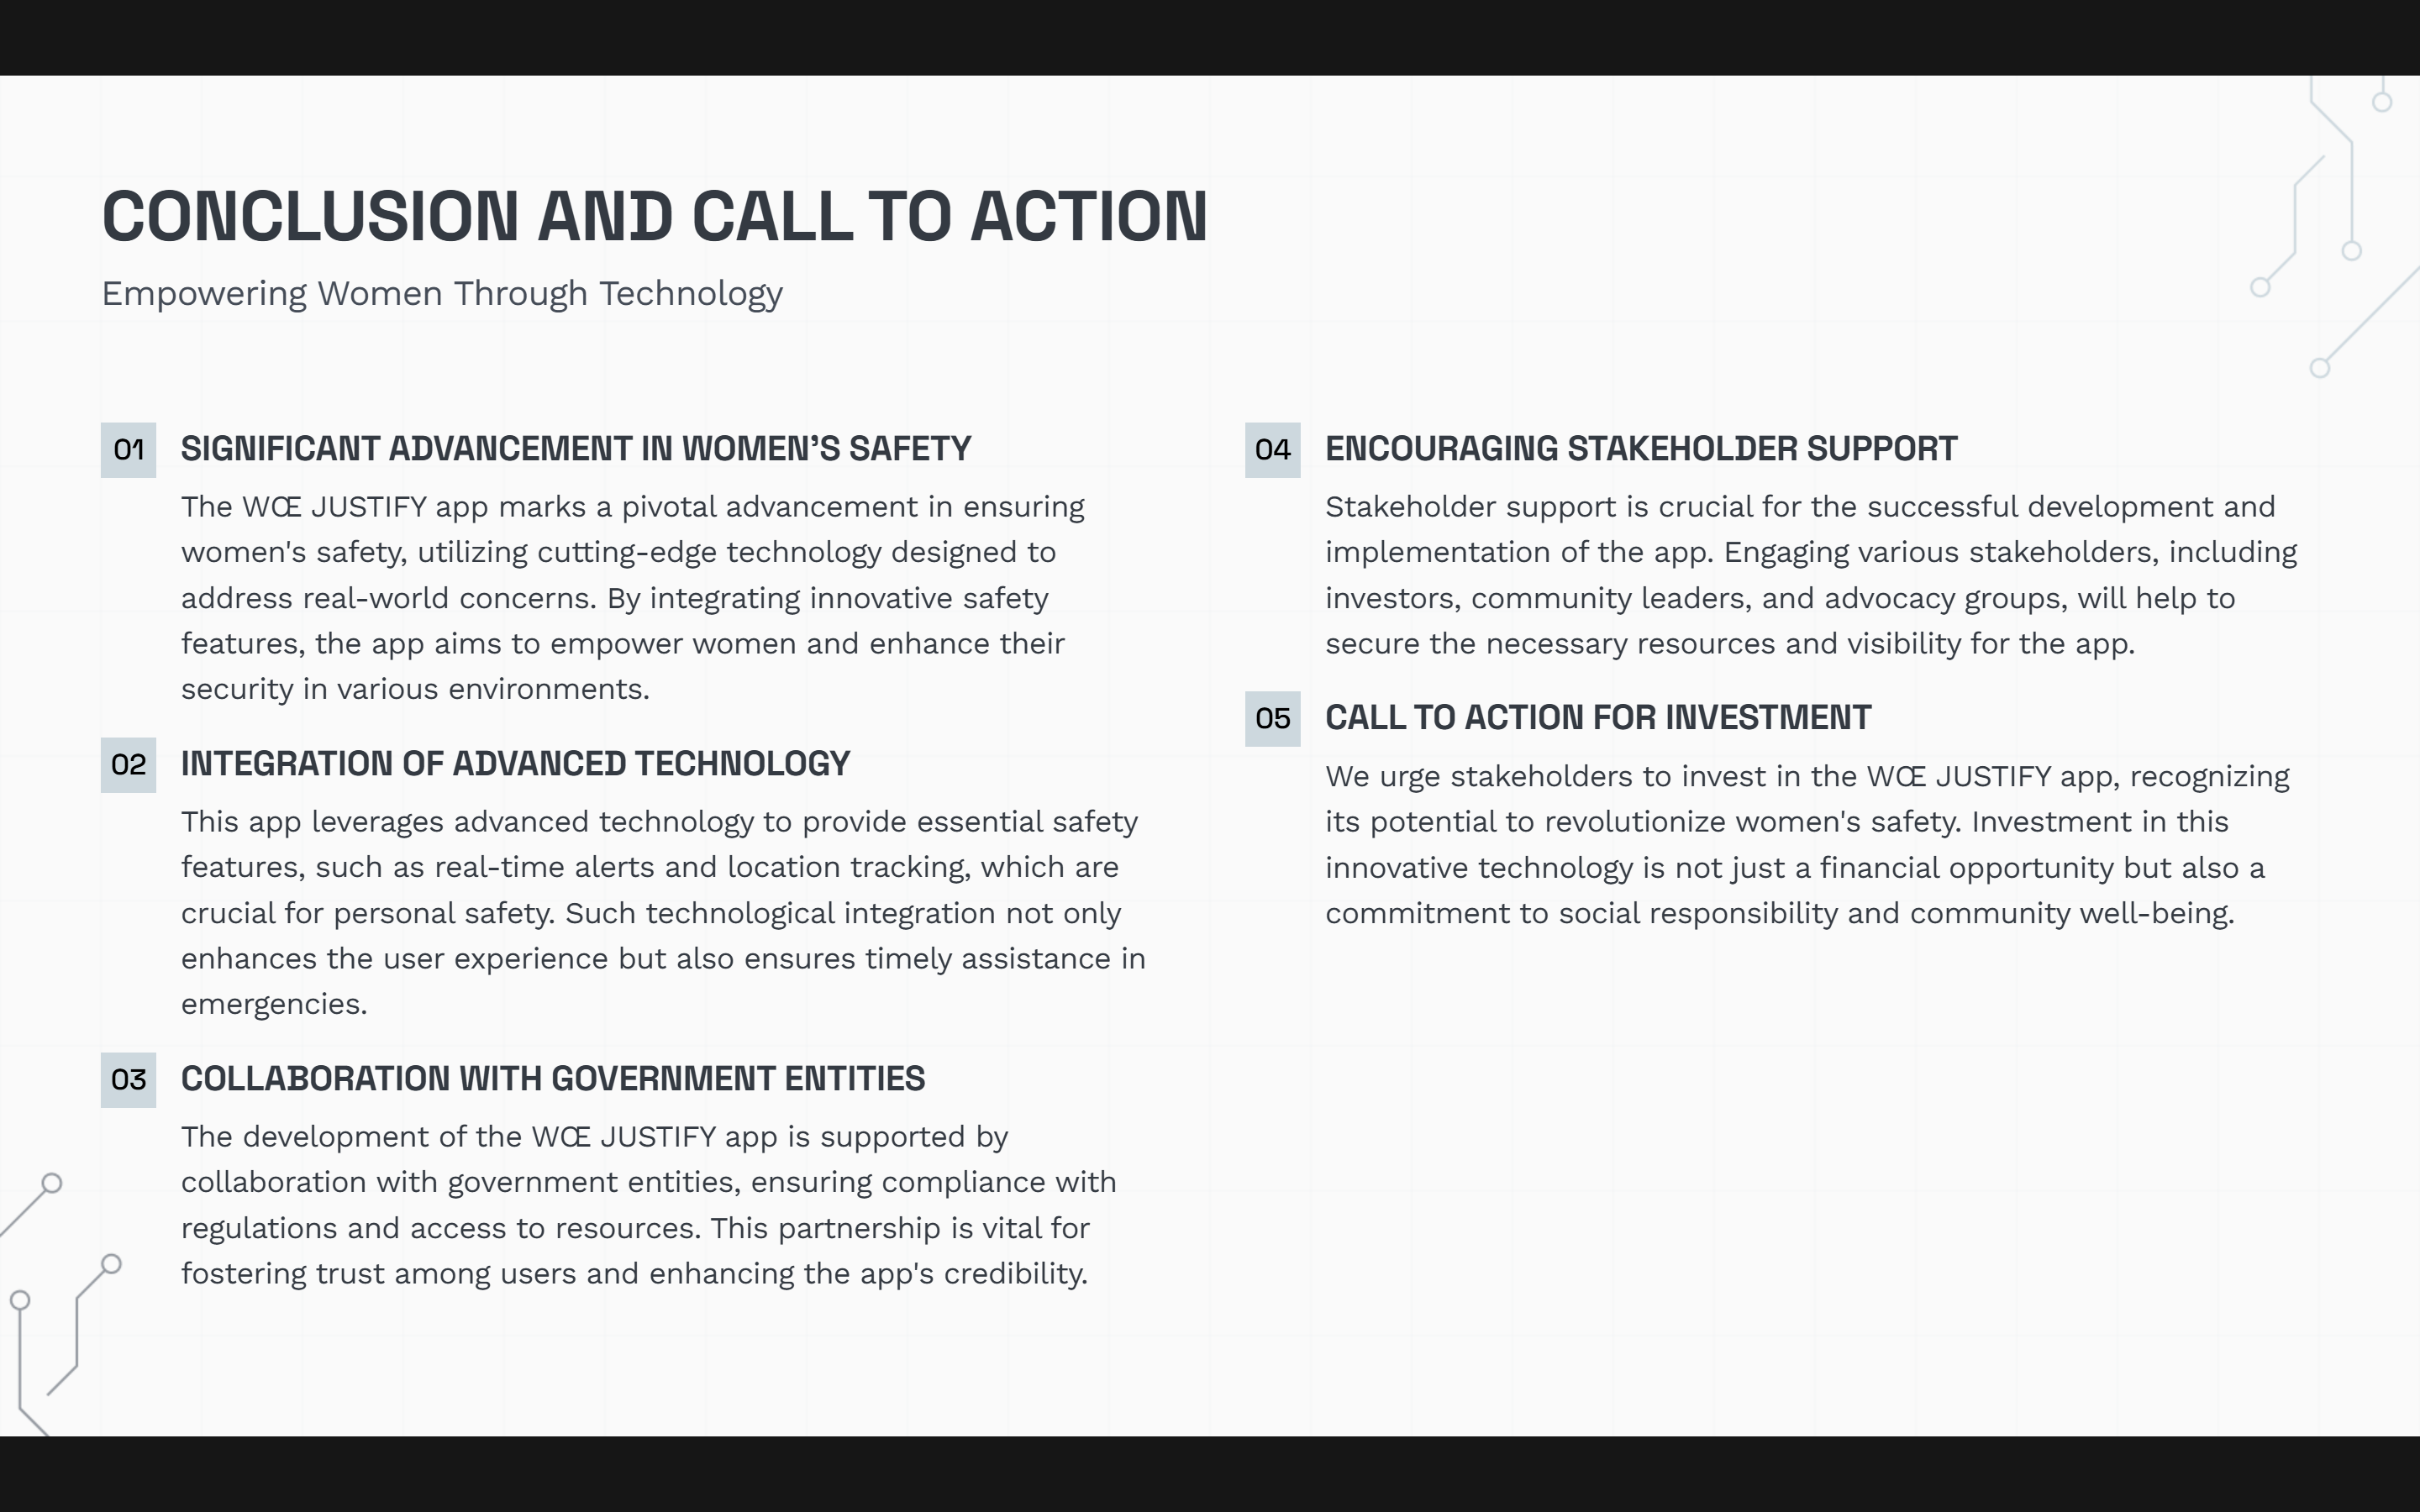 CONCLUSION AND CALL TO ACTION
Empowering Women Through Technology
01 SIGNIFICANT ADVANCEMENT IN WOMEN’S SAFETY
The WŒ JUSTIFY app marks a pivotal advancement in ensuring
women's safety, utilizing cutting-edge technology designed to
address real-world concerns. By integrating innovative safety
features, the app aims to empower women and enhance their
security in various environments.
02 INTEGRATION OF ADVANCED TECHNOLOGY
This app leverages advanced technology to provide essential safety
features, such as real-time alerts and location tracking, which are
crucial for personal safety. Such technological integration not only
enhances the user experience but also ensures timely assistance in
emergencies.
03 COLLABORATION WITH GOVERNMENT ENTITIES
The development of the WŒ JUSTIFY app is supported by
collaboration with government entities, ensuring compliance with
regulations and access to resources. This partnership is vital for
fostering trust among users and enhancing the app's credibility.
04 ENCOURAGING STAKEHOLDER SUPPORT
Stakeholder support is crucial for the successful development and
implementation of the app. Engaging various stakeholders, including
investors, community leaders, and advocacy groups, will help to
secure the necessary resources and visibility for the app.
05 CALL TO ACTION FOR INVESTMENT
We urge stakeholders to invest in the WŒ JUSTIFY app, recognizing
its potential to revolutionize women's safety. Investment in this
innovative technology is not just a financial opportunity but also a
commitment to social responsibility and community well-being.